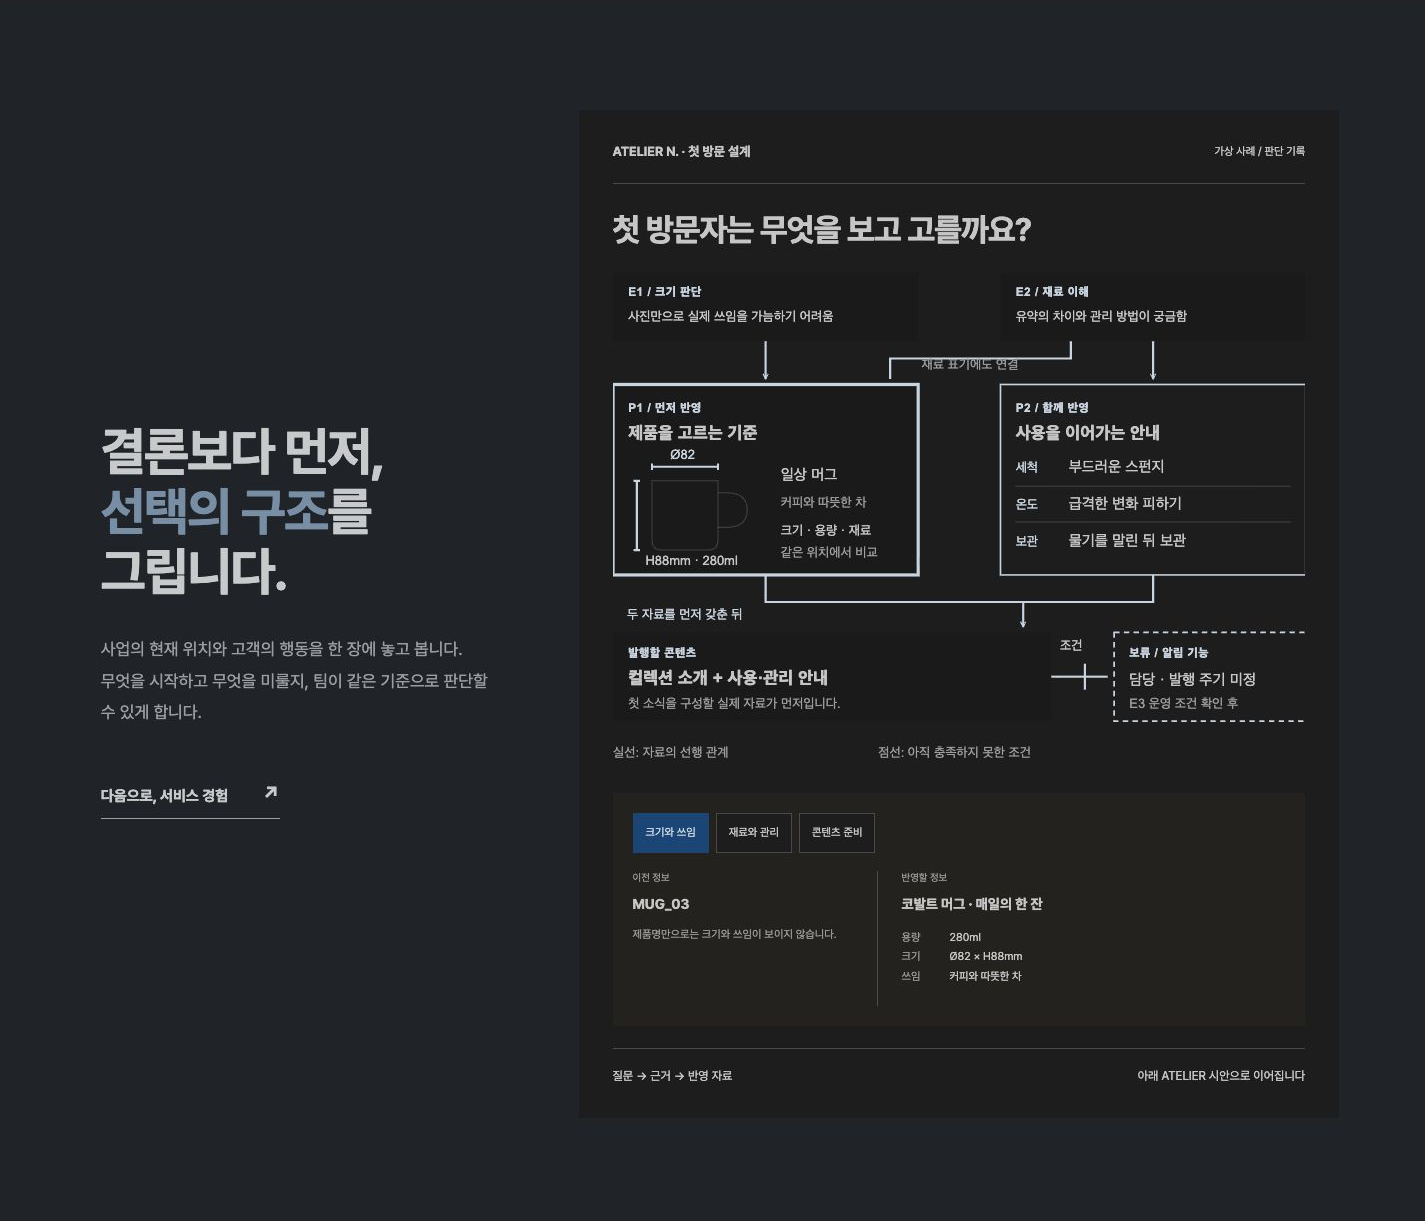 결론보다 먼저,
선택의 구조를
그립니다.
사업의 현재 위치와 고객의 행동을 한 장에 놓고 봅니다.
무엇을 시작하고 무엇을 미룰지, 팀이 같은 기준으로 판단할
수 있게 합니다.
다음으로, 서비스 경험 ↗
ATELIER N. · 첫 방문 설계
가상 사례 / 판단 기록
첫 방문자는 무엇을 보고 고를까요?
E1 / 크기 판단
사진만으로 실제 쓰임을 가늠하기 어려움
E2 / 재료 이해
유약의 차이와 관리 방법이 궁금함
재료 표기에도 연결
P1 / 먼저 반영
제품을 고르는 기준
Ø82
H88mm · 280ml
일상 머그
커피와 따뜻한 차
크기 · 용량 · 재료
같은 위치에서 비교
P2 / 함께 반영
사용을 이어가는 안내
세척 부드러운 스펀지
온도 급격한 변화 피하기
보관 물기를 말린 뒤 보관
두 자료를 먼저 갖춘 뒤
발행할 콘텐츠
컬렉션 소개 + 사용·관리 안내
첫 소식을 구성할 실제 자료가 먼저입니다.
조건
보류 / 알림 기능
담당 · 발행 주기 미정
E3 운영 조건 확인 후
실선: 자료의 선행 관계
점선: 아직 충족하지 못한 조건
크기와 쓰임
재료와 관리
콘텐츠 준비
이전 정보
MUG_03
제품명만으로는 크기와 쓰임이 보이지 않습니다.
반영할 정보
코발트 머그 · 매일의 한 잔
용량 280ml
크기 Ø82 × H88mm
쓰임 커피와 따뜻한 차
질문 → 근거 → 반영 자료
아래 ATELIER 시안으로 이어집니다